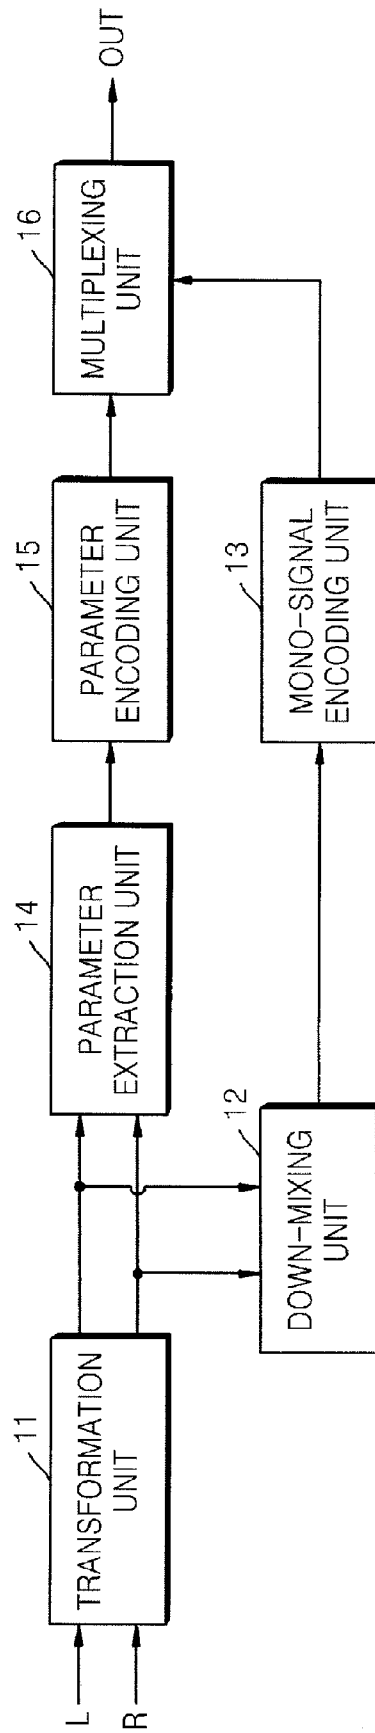 L
R
11
TRANSFORMATION
UNIT
14
PARAMETER
EXTRACTION UNIT
15
PARAMETER
ENCODING UNIT
16
MULTIPLEXING
UNIT
OUT
12
DOWN-MIXING
UNIT
13
MONO-SIGNAL
ENCODING UNIT